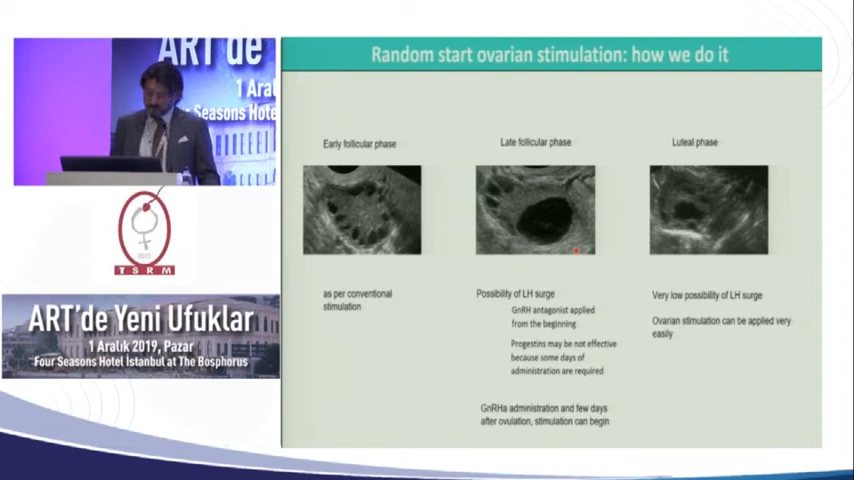 ART'de
1 Aral
Seasons Hote
TSRM
ART'de Yeni Ufuklar
1 Aralık 2019, Pazar
Four Seasons Hotel İstanbul at The Bosphorus
Random start ovarian stimulation: how we do it
Early follicular phase
as per conventional
stimulation
Late follicular phase
Possibility of LH surge
GnRH antagonist applied
from the beginning
Progestins may be not effective
because some days of
administration are required
GnRHa administration and few days
after ovulation, stimulation can begin
Luteal phase
Very low possibility of LH surge
Ovarian stimulation can be applied very
easily